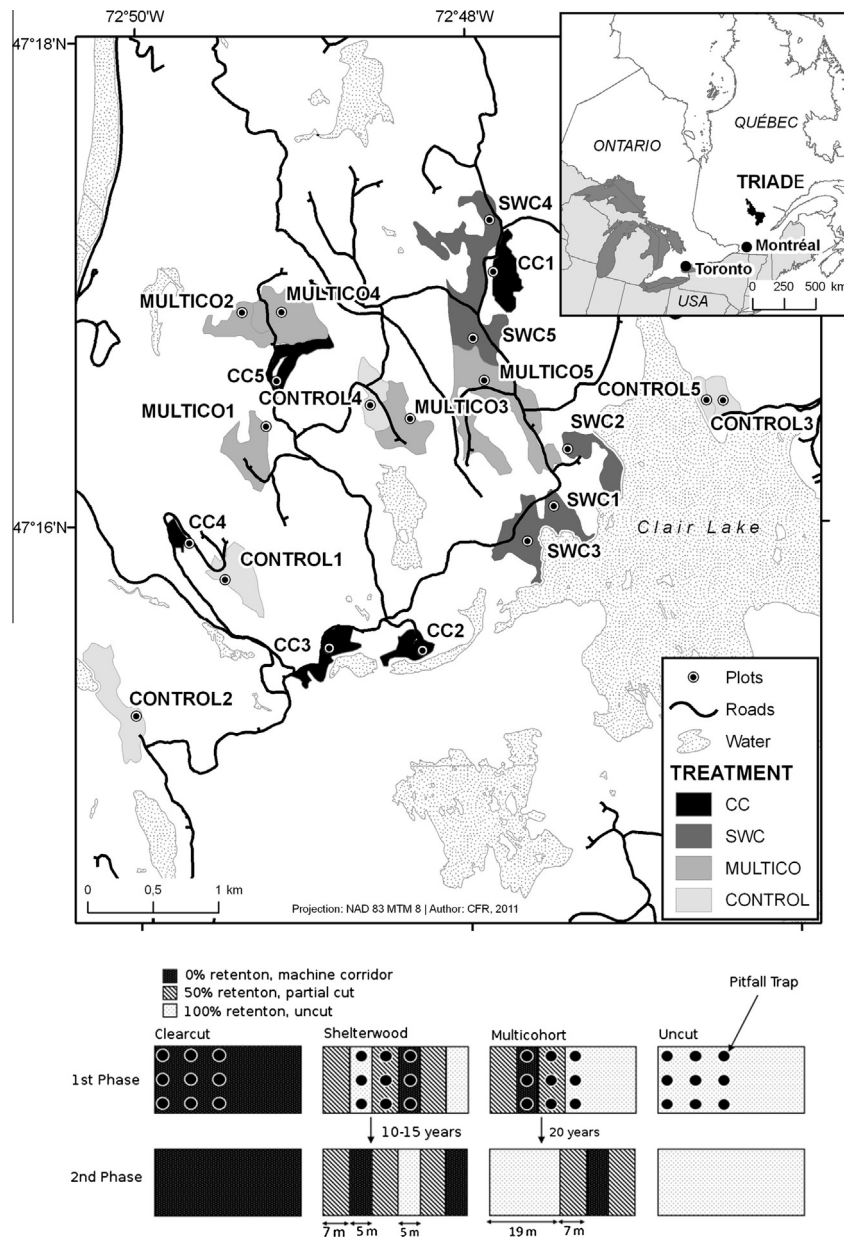 72°50'W
72°48'W
47°18'N
47°16'N
ONTARIO
QUÉBEC
TRIADE
Montréal
Toronto
USA
0 250 500 km
SWC4
CC1
MULTICO2
MULTICO4
SWC5
MULTICO5
CC5
CONTROL4
MULTICO3
CONTROL5
CONTROL3
MULTICO1
SWC2
SWC1
SWC3
Clair Lake
CC4
CONTROL1
CC3
CC2
CONTROL2
Plots
Roads
Water
TREATMENT
CC
SWC
MULTICO
CONTROL
0 0,5 1 km
Projection: NAD 83 MTM 8 | Author: CFR, 2011
0% retenton, machine corridor
50% retenton, partial cut
100% retenton, uncut
Pitfall Trap
Clearcut
Shelterwood
Multicohort
Uncut
1st Phase
10-15 years
20 years
2nd Phase
7 m
5 m
5 m
19 m
7 m